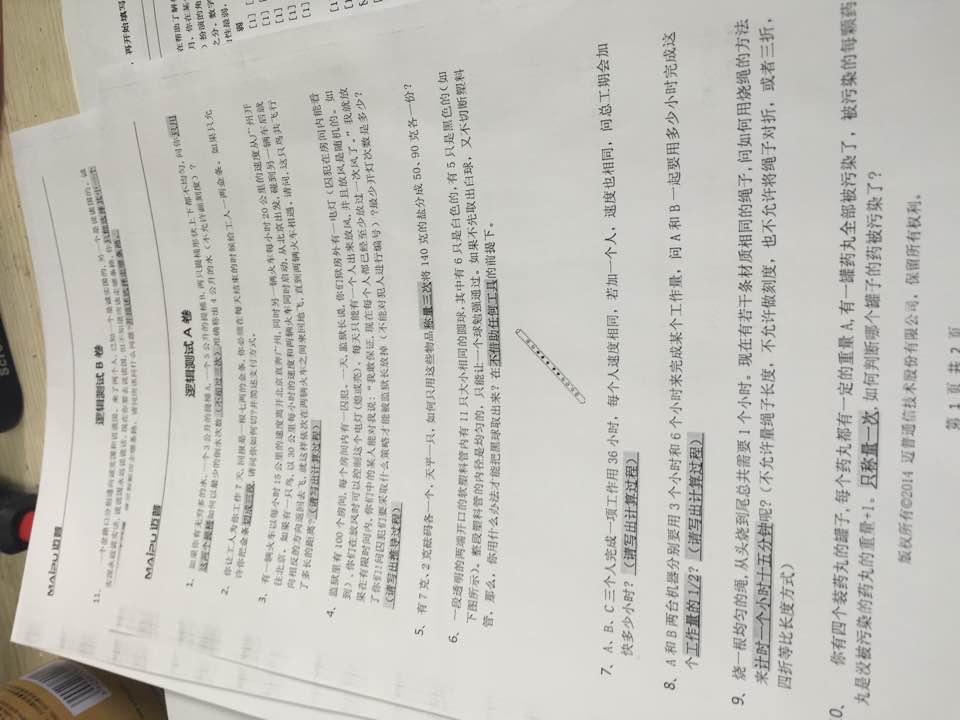 MAiPU 迈普
逻辑测试 B 卷
11、 一个岔路口分别通向诚实国和说谎国。来了两个人,已知一个是诚实国的,另一个是说谎国的。诚
实国永远说实话,说谎国永远说谎话。现在你要去说谎国,但不知道应该走哪条路,你只能选择其中一个
请问应该问什么问题?并描述选择走哪条路。
MAiPU 迈普
逻辑测试 A 卷
1、 如果你有无穷多的水,一个 3 公升的提桶 A,一个 5 公升的提桶 B,两只提桶形状上下都不均匀,问你只用
这两个提桶如何以最少的倒水次数(不超过三次)准确称出 4 公升的水(不允许画刻度)?
2、 你让工人为你工作 7 天,回报是一根七两的金条,你必须在每天结束的时候给工人一两金条。如果只允
许你把金条切成三段,请问你如何切?并简述支付方式。
3、 有一辆火车以每小时 15 公里的速度离开北京直奔广州,同时另一辆火车每小时 20 公里的速度从广州开
往北京。如果有一只鸟,以 30 公里每小时的速度和两辆火车同时启动,从北京出发,碰到另一辆车后就
向相反的方向返回去飞,就这样依次在两辆火车之间来回地飞,直到两辆火车相遇。请问,这只鸟共飞行
了多长的距离?(请写出计算过程)
4、 监狱里有 100 个房间,每个房间内有一囚犯。一天,监狱长说,你们狱房外有一电灯(囚犯在房间内能看
到),你们在放风时可以控制这个电灯(熄或亮)。每天只能有一个人出来放风,并且放风是随机的。如
果在有限时间内,你们中的某人能对我说:“我敢保证,现在每个人都已经至少放过一次风了。”我就放
了你们!问囚犯们要采取什么策略才能被监狱长放掉(不能对犯人进行编号)?最少开灯次数是多少?
(请写出推导过程)
5、 有 7 克、2 克砝码各一个,天平一只,如何只用这些物品称量三次将 140 克的盐分成 50、90 克各一份?
6、 一段透明的两端开口的软塑料管内有 11 只大小相同的圆球,其中有 6 只是白色的,有 5 只是黑色的(如
下图所示)。整段塑料管的内径是均匀的,只能让一个球勉强通过。如果不先取出白球,又不切断塑料
管,那么,你用什么办法才能把黑球取出来?在不借助任何工具的前提下。
7、 A、B、C 三个人完成一项工作用 36 小时,每个人速度相同,若加一个人,速度也相同,问总工期会加
快多少小时?(请写出计算过程)
8、 A 和 B 两台机器分别要用 3 个小时和 6 个小时来完成某个工作量,问 A 和 B 一起要用多少小时完成这
个工作量的 1/2?(请写出计算过程)
9、 烧一根均匀的绳,从头烧到尾总共需要 1 个小时。现在有若干条材质相同的绳子,问如何用烧绳的方法
来计时一个小时十五分钟呢?(不允许量绳子长度,不允许做刻度,也不允许将绳子对折,或者三折,
四折等比长度方式)
0、 你有四个装药丸的罐子,每个药丸都有一定的重量 A,有一罐药丸全部被污染了,被污染的每颗药
丸是没被污染的药丸的重量+1。只称量一次,如何判断哪个罐子的药被污染了?
版权所有©2014 迈普通信技术股份有限公司,保留所有权利。
第 1 页 共 2 页
再开始填写
在帮助了解
月,你在某
)扮演的角
之分,数字
性是弱,
弱
[1]
[1]
[1]
[1]
[1]